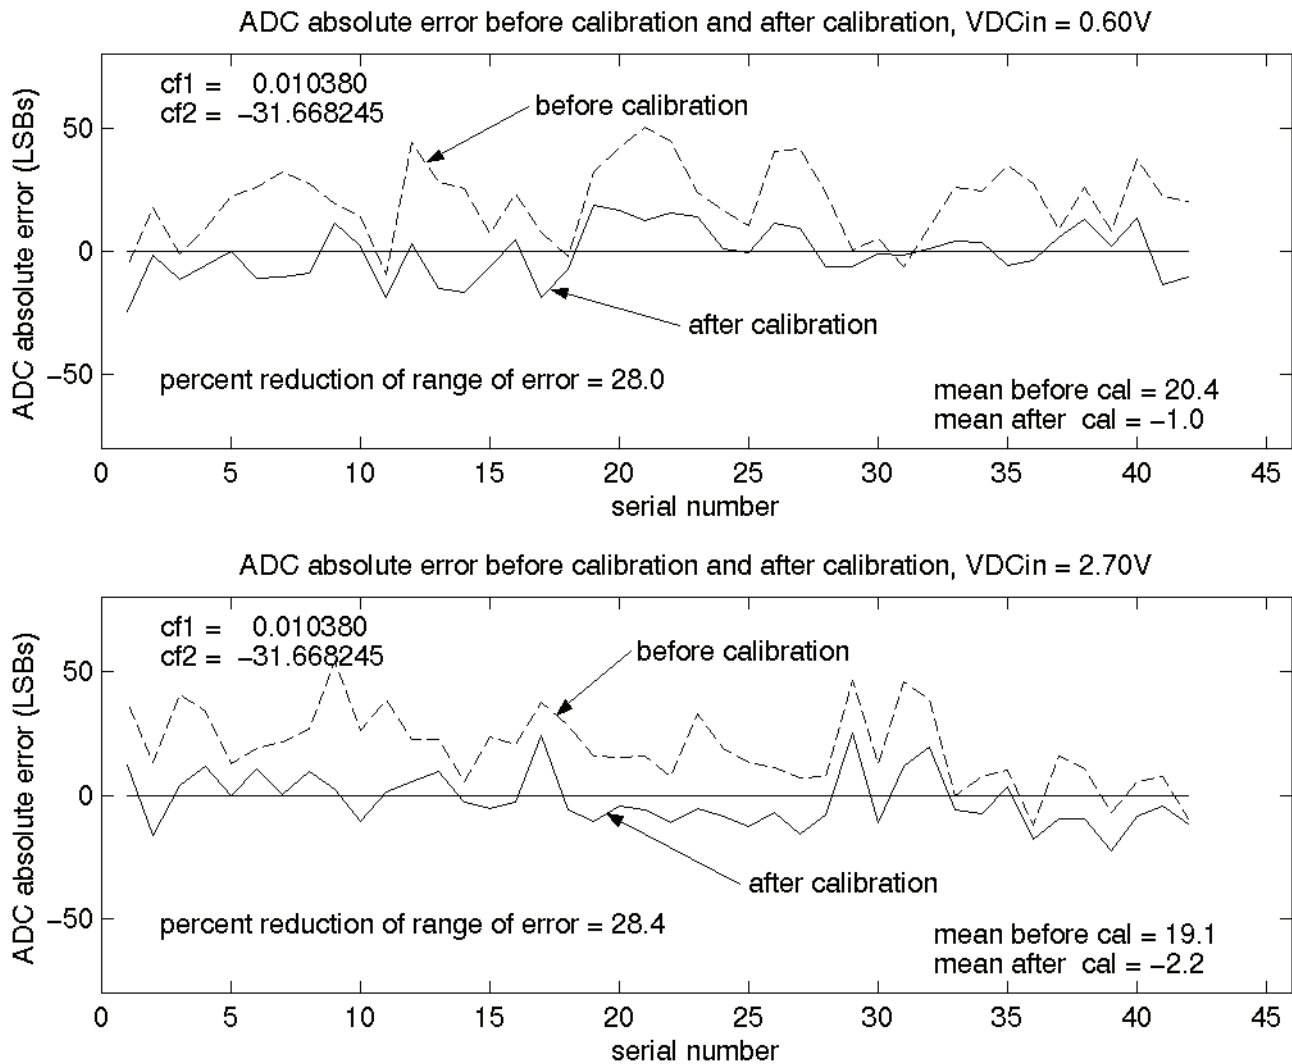 ADC absolute error before calibration and after calibration, VDCin = 0.60V
cf1 = 0.010380
cf2 = −31.668245
before calibration
after calibration
percent reduction of range of error = 28.0
mean before cal = 20.4
mean after cal = −1.0
ADC absolute error (LSBs)
50
0
−50
0 5 10 15 20 25 30 35 40 45
serial number
ADC absolute error before calibration and after calibration, VDCin = 2.70V
cf1 = 0.010380
cf2 = −31.668245
before calibration
after calibration
percent reduction of range of error = 28.4
mean before cal = 19.1
mean after cal = −2.2
ADC absolute error (LSBs)
50
0
−50
0 5 10 15 20 25 30 35 40 45
serial number